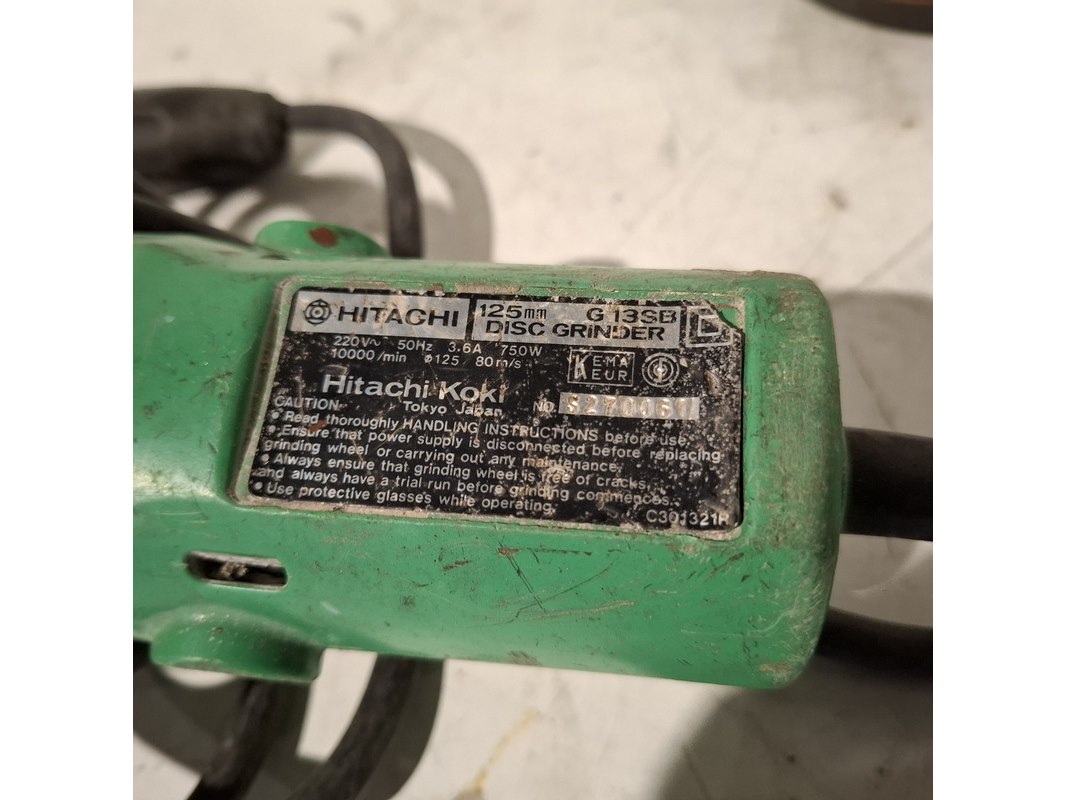 HITACHI 125mm G 13SB
DISC GRINDER
220V~ 50Hz 3.6A 750W
10000/min ø125 80m/s
KEMA
KEUR
Hitachi Koki
Tokyo Japan
NO.
CAUTION
• Read thoroughly HANDLING INSTRUCTIONS before use.
• Ensure that power supply is disconnected before replacing
grinding wheel or carrying out any maintenance.
• Always ensure that grinding wheel is free of cracks,
and always have a trial run before grinding commences.
• Use protective glasses while operating.